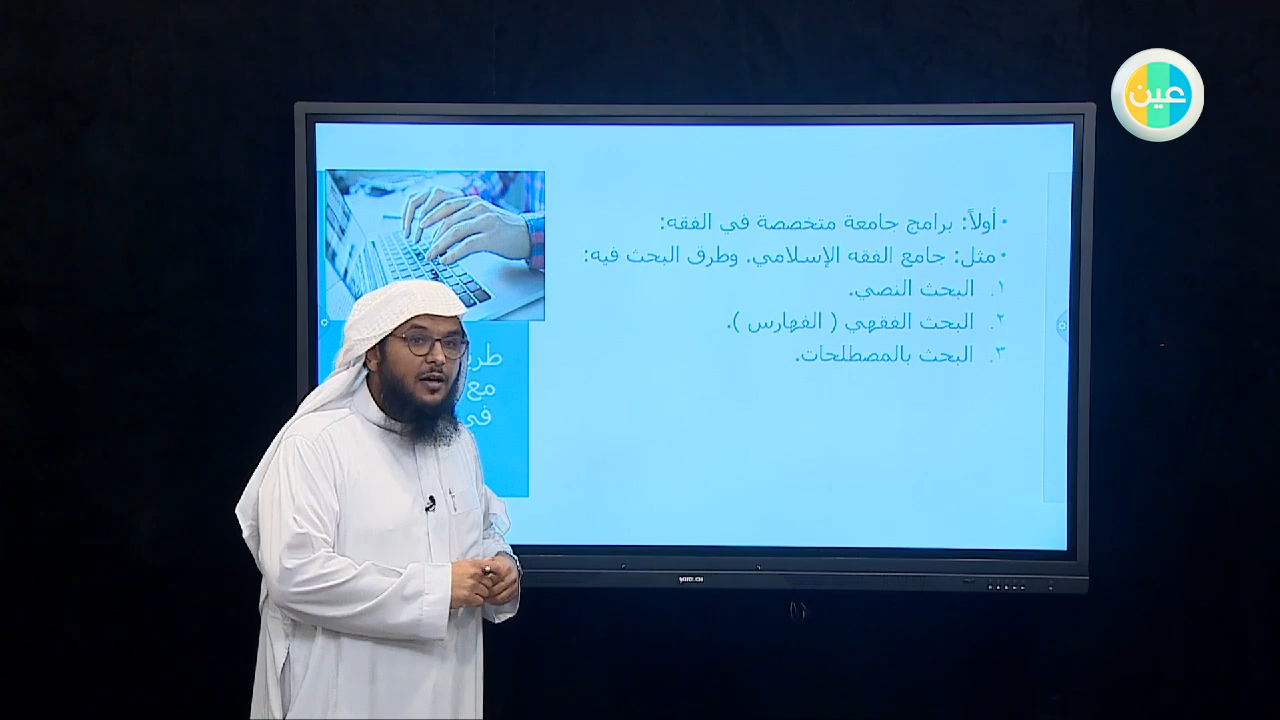 عين
• أولاً: برامج جامعة متخصصة في الفقه:
• مثل: جامع الفقه الإسلامي. وطرق البحث فيه:
١. البحث النصي.
٢. البحث الفقهي ( الفهارس ).
٣. البحث بالمصطلحات.
مع